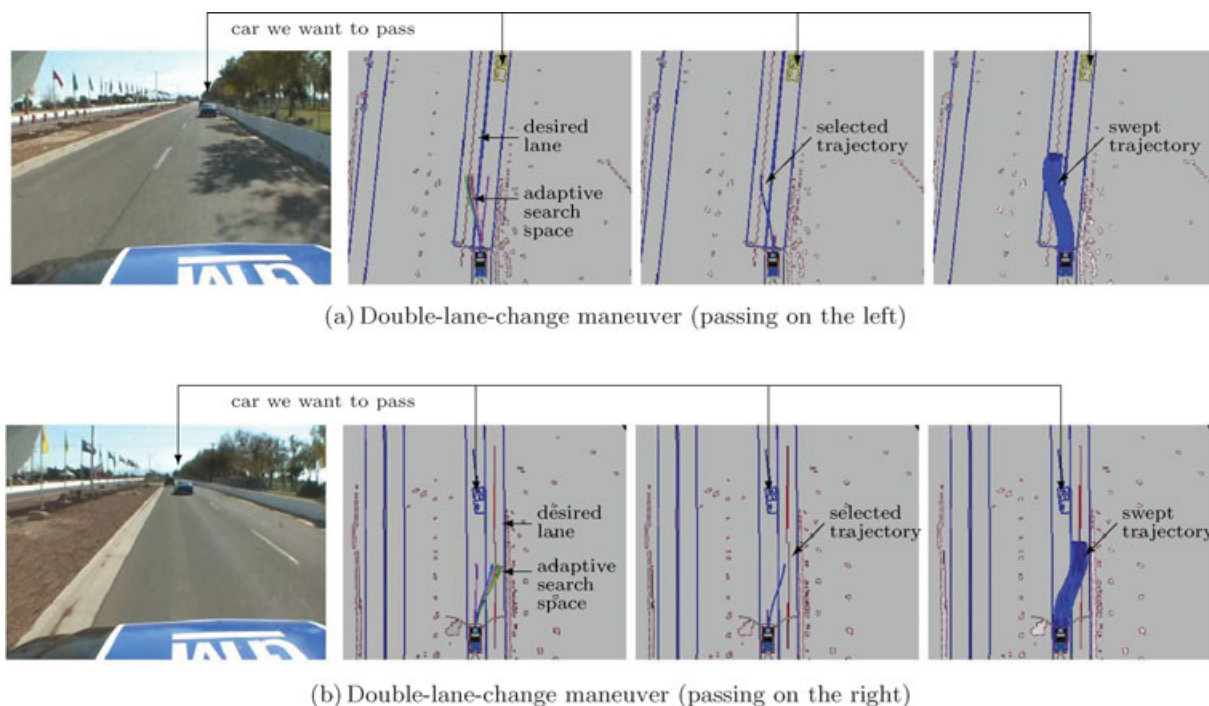 car we want to pass
desired
lane
adaptive
search
space
selected
trajectory
swept
trajectory
(a) Double-lane-change maneuver (passing on the left)
car we want to pass
desired
lane
adaptive
search
space
selected
trajectory
swept
trajectory
(b) Double-lane-change maneuver (passing on the right)